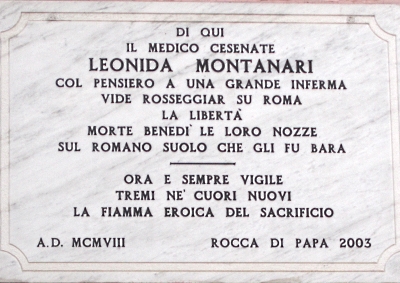 DI QUI
IL MEDICO CESENATE
LEONIDA MONTANARI
COL PENSIERO A UNA GRANDE INFERMA
VIDE ROSSEGGIAR SU ROMA
LA LIBERTÀ
MORTE BENEDÌ LE LORO NOZZE
SUL ROMANO SUOLO CHE GLI FU BARA
ORA E SEMPRE VIGILE
TREMI NE' CUORI NUOVI
LA FIAMMA EROICA DEL SACRIFICIO
A.D. MCMVIII ROCCA DI PAPA 2003